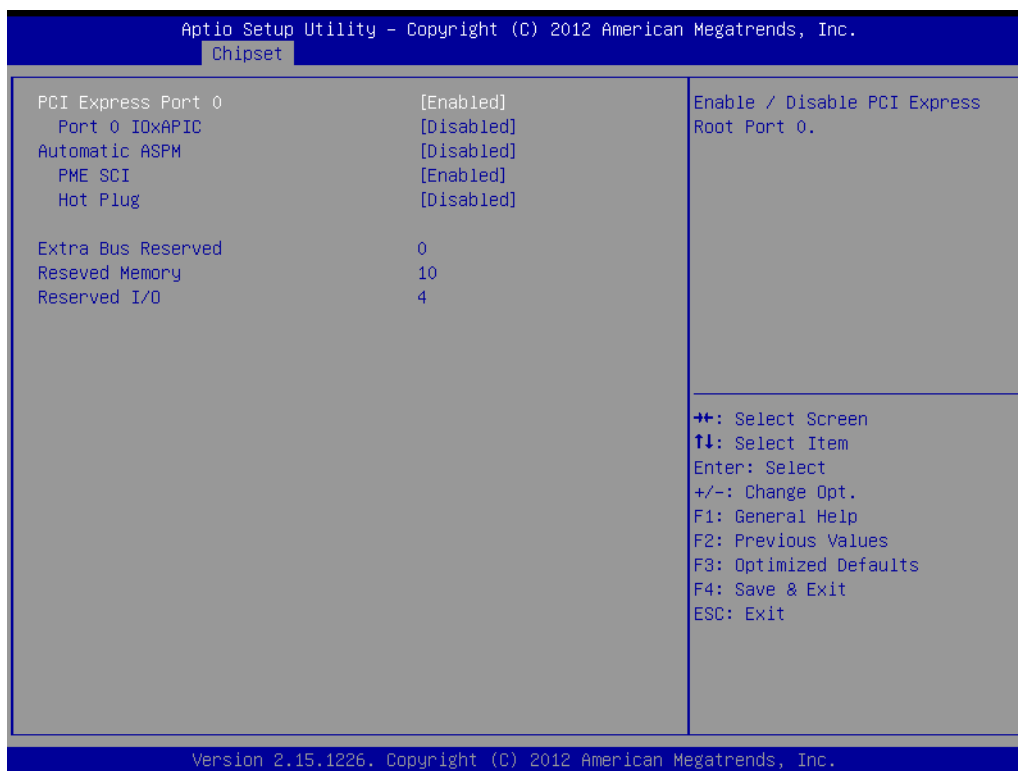 Aptio Setup Utility – Copyright (C) 2012 American Megatrends, Inc.
Chipset
PCI Express Port 0 [Enabled]
Port 0 IOxAPIC [Disabled]
Automatic ASPM [Disabled]
PME SCI [Enabled]
Hot Plug [Disabled]
Extra Bus Reserved 0
Reseved Memory 10
Reserved I/O 4
Enable / Disable PCI Express
Root Port 0.
→←: Select Screen
↑↓: Select Item
Enter: Select
+/-: Change Opt.
F1: General Help
F2: Previous Values
F3: Optimized Defaults
F4: Save & Exit
ESC: Exit
Version 2.15.1226. Copyright (C) 2012 American Megatrends, Inc.